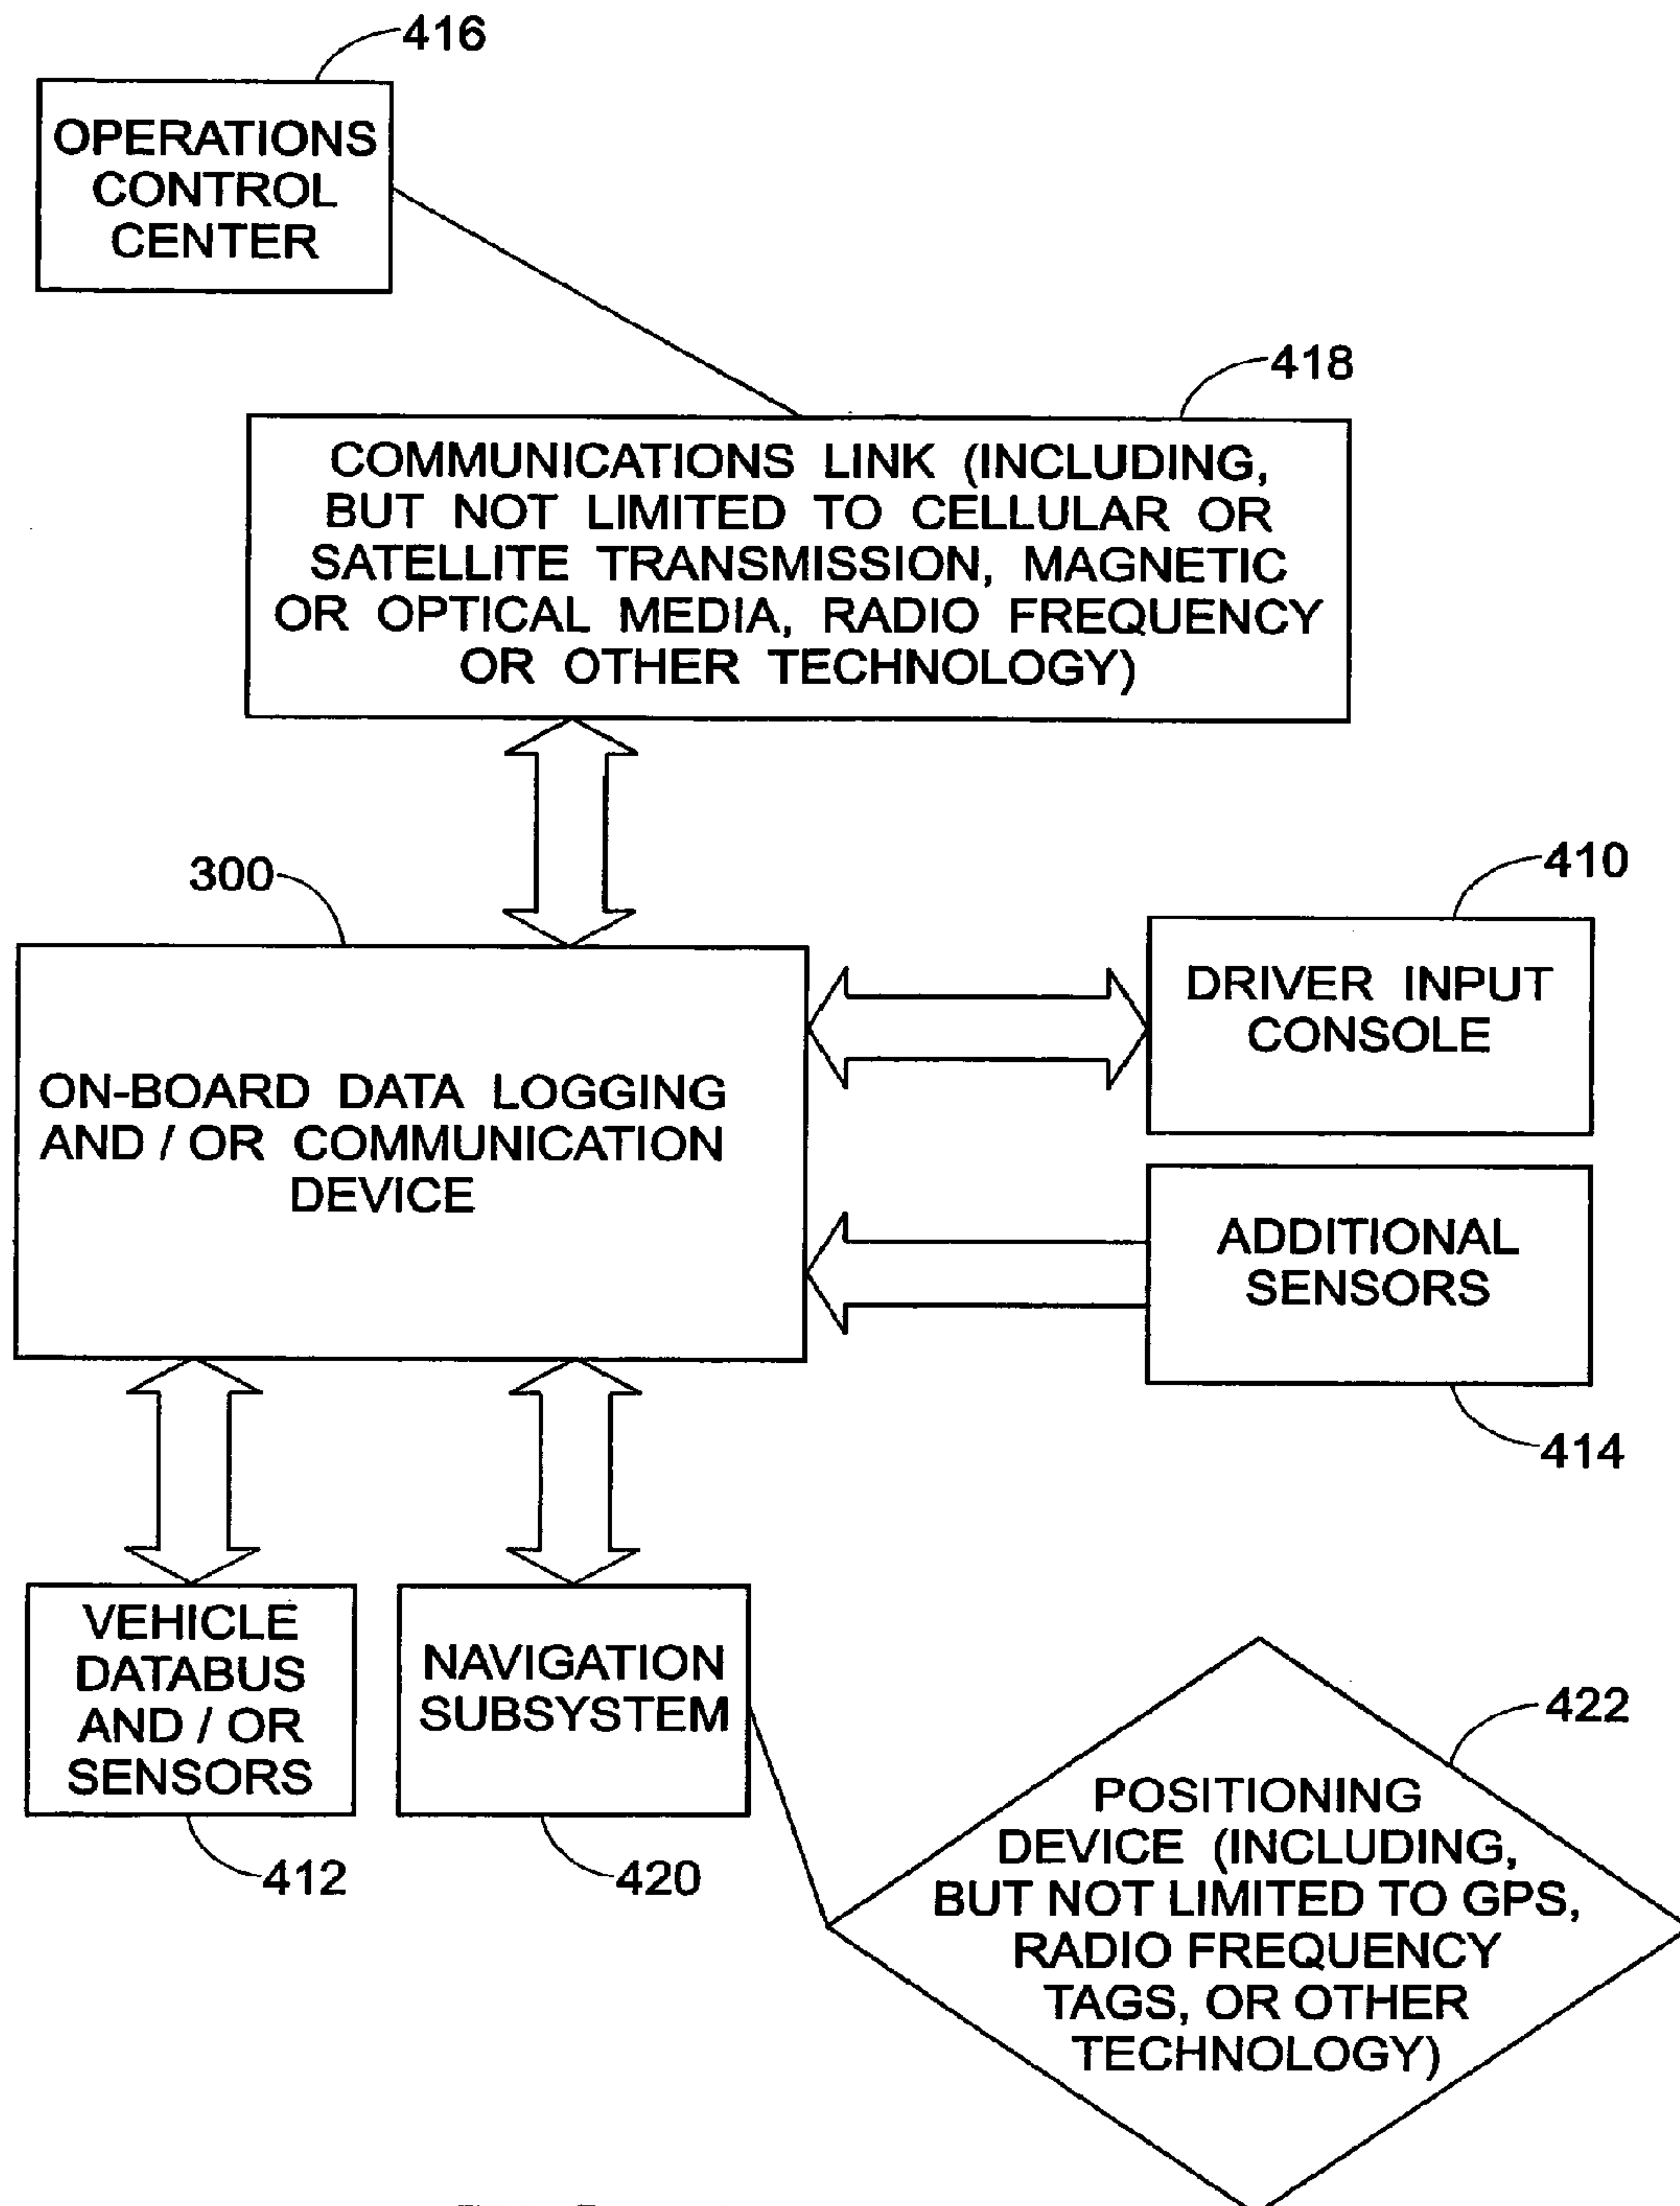 416
OPERATIONS
CONTROL
CENTER
418
COMMUNICATIONS LINK (INCLUDING,
BUT NOT LIMITED TO CELLULAR OR
SATELLITE TRANSMISSION, MAGNETIC
OR OPTICAL MEDIA, RADIO FREQUENCY
OR OTHER TECHNOLOGY)
300
410
DRIVER INPUT
CONSOLE
ON-BOARD DATA LOGGING
AND / OR COMMUNICATION
DEVICE
ADDITIONAL
SENSORS
414
VEHICLE
DATABUS
AND / OR
SENSORS
412
NAVIGATION
SUBSYSTEM
420
422
POSITIONING
DEVICE (INCLUDING,
BUT NOT LIMITED TO GPS,
RADIO FREQUENCY
TAGS, OR OTHER
TECHNOLOGY)